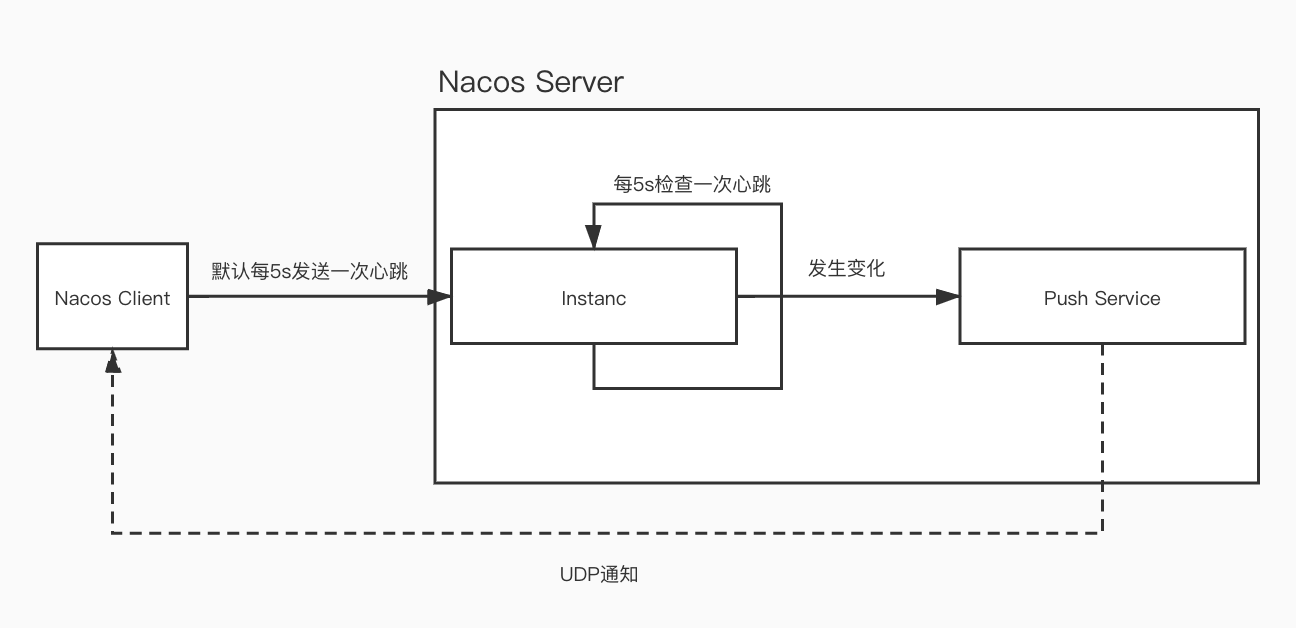 Nacos Server
每5s检查一次心跳
默认每5s发送一次心跳
发生变化
Nacos Client
Instanc
Push Service
UDP通知